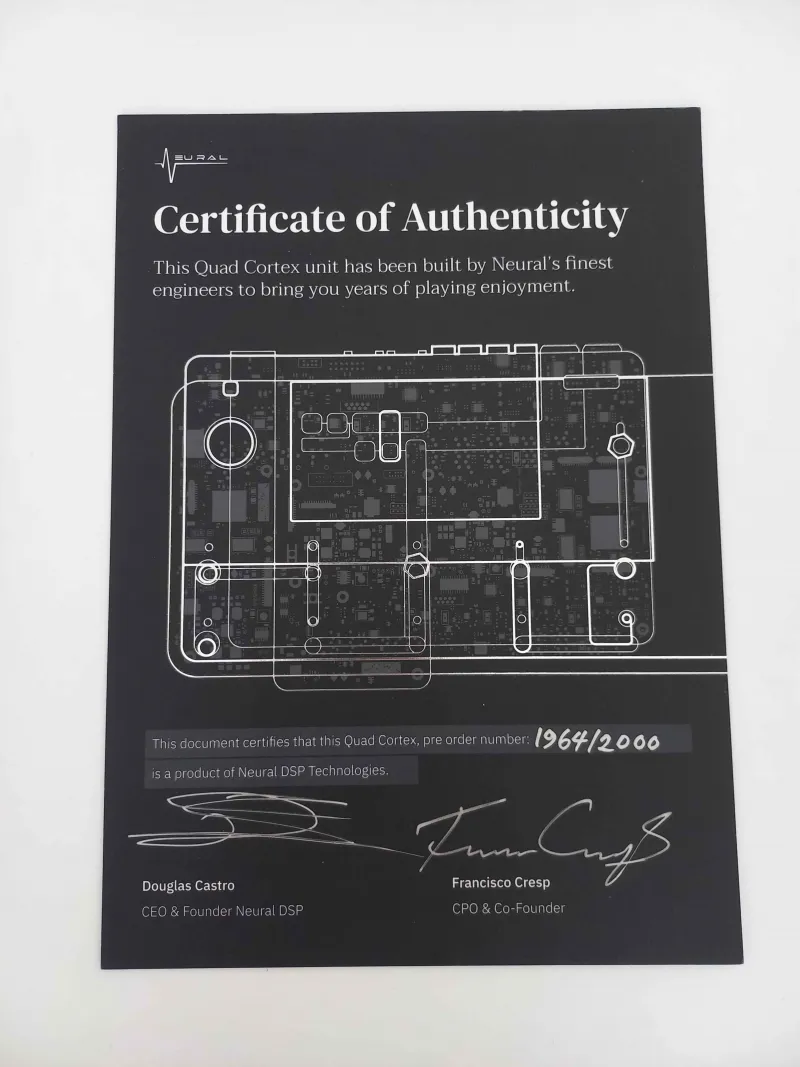 NEURAL
Certificate of Authenticity
This Quad Cortex unit has been built by Neural's finest
engineers to bring you years of playing enjoyment.
This document certifies that this Quad Cortex, pre order number: 1964/2000
is a product of Neural DSP Technologies.
Douglas Castro
CEO & Founder Neural DSP
Francisco Cresp
CPO & Co-Founder